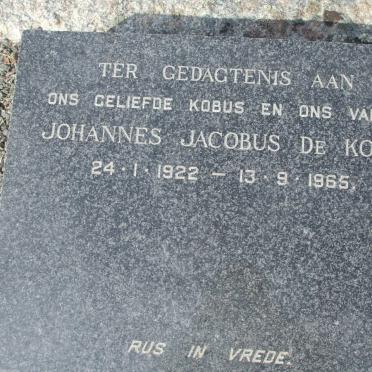 TER GEDAGTENIS AAN
ONS GELIEFDE KOBUS EN ONS
JOHANNES JACOBUS DE
24·1·1922 — 13·9·1965.
RUS IN VREDE.